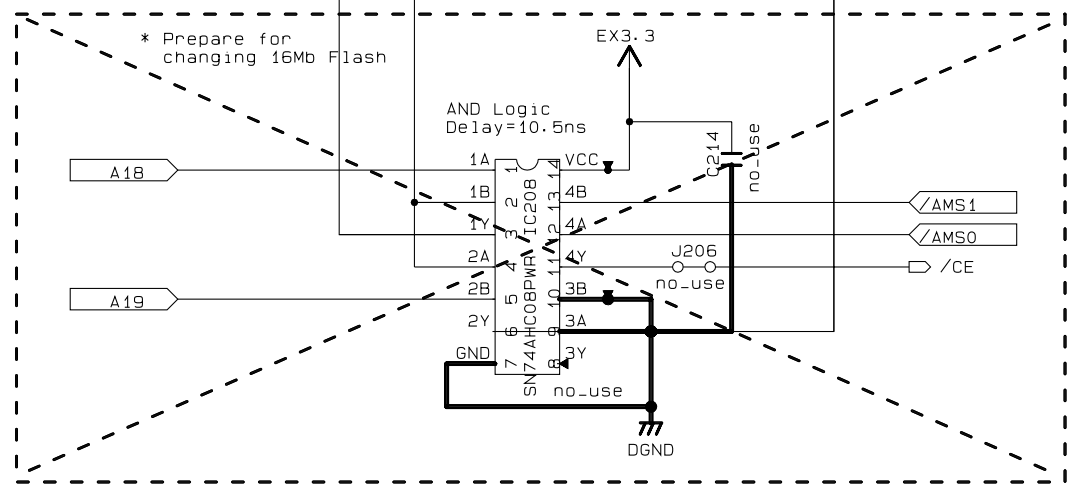 * Prepare for
changing 16Mb Flash
EX3.3
AND Logic
Delay=10.5ns
C214
no_use
A18
1A
1
14
VCC
1B
2
13
4B
/AMS1
1Y
3
12
4A
/AMS0
2A
4
11
4Y
J206
no_use
/CE
A19
2B
5
10
3B
2Y
6
9
3A
GND
7
8
3Y
IC208
SN74AHC08PWR
no_use
DGND